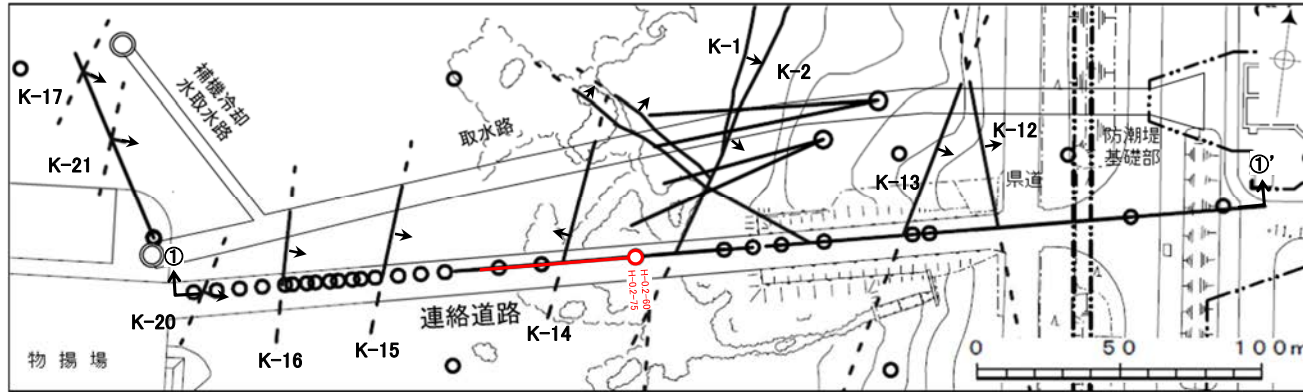 K-17
補機冷却
水取水路
K-21
取水路
K-1
K-2
K-12
防潮堤
基礎部
①'
K-13
県道
①
H-0.2-75
H-0.2-60
K-20
K-16
K-15
連絡道路
K-14
物揚場
0
50
100m